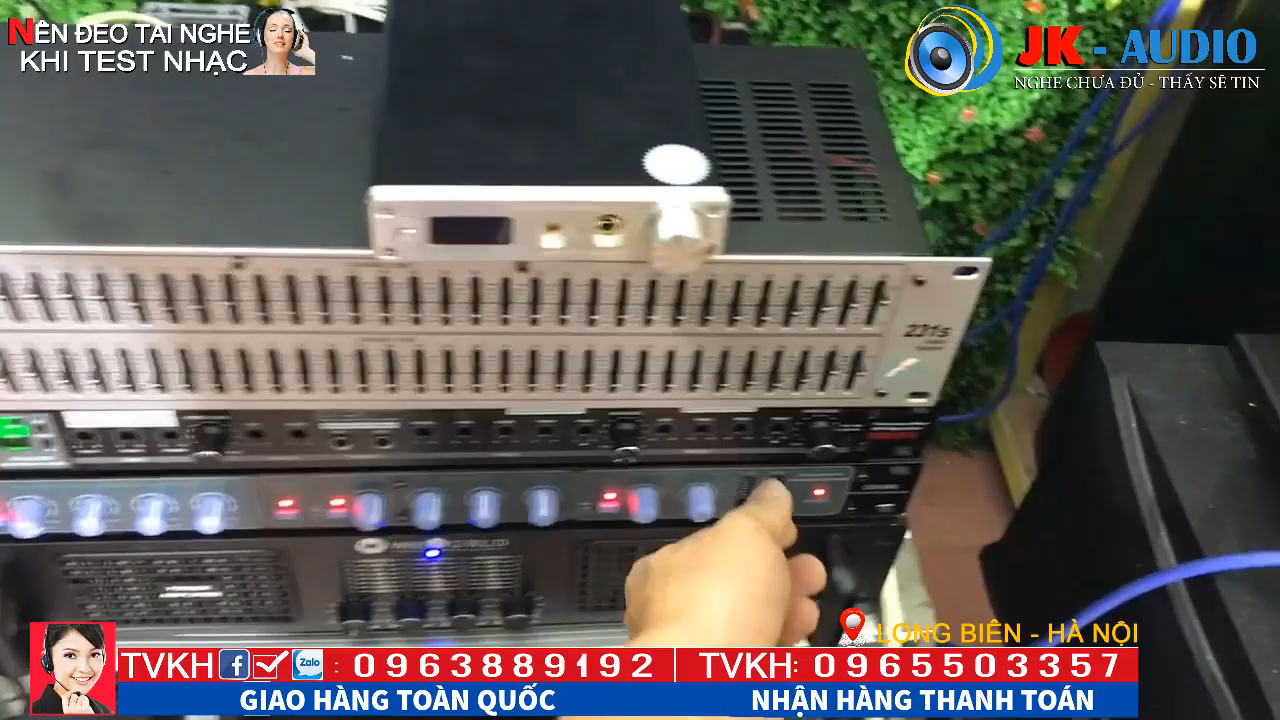 NÊN ĐEO TAI NGHE
KHI TEST NHẠC
JK - AUDIO
NGHE CHƯA ĐỦ - THẤY SẼ TIN
231s
LONG BIÊN - HÀ NỘI
TVKH f Zalo : 0963889192 | TVKH: 0965503357
GIAO HÀNG TOÀN QUỐC
NHẬN HÀNG THANH TOÁN